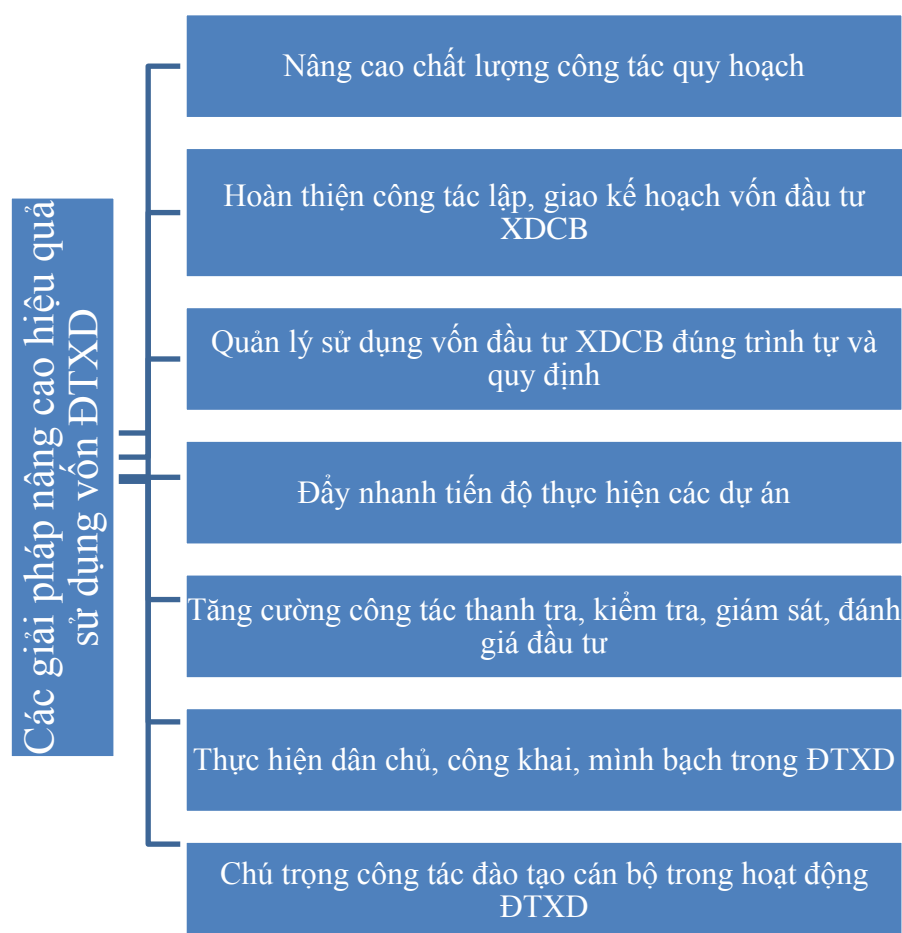 Các giải pháp nâng cao hiệu quả
sử dụng vốn ĐTXD
Nâng cao chất lượng công tác quy hoạch
Hoàn thiện công tác lập, giao kế hoạch vốn đầu tư
XDCB
Quản lý sử dụng vốn đầu tư XDCB đúng trình tự và
quy định
Đẩy nhanh tiến độ thực hiện các dự án
Tăng cường công tác thanh tra, kiểm tra, giám sát, đánh
giá đầu tư
Thực hiện dân chủ, công khai, mình bạch trong ĐTXD
Chú trọng công tác đào tạo cán bộ trong hoạt động
ĐTXD